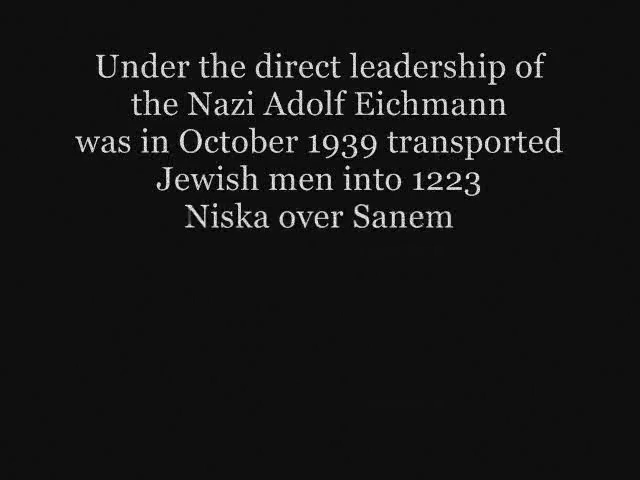 Under the direct leadership of
the Nazi Adolf Eichmann
was in October 1939 transported
Jewish men into 1223
Niska over Sanem